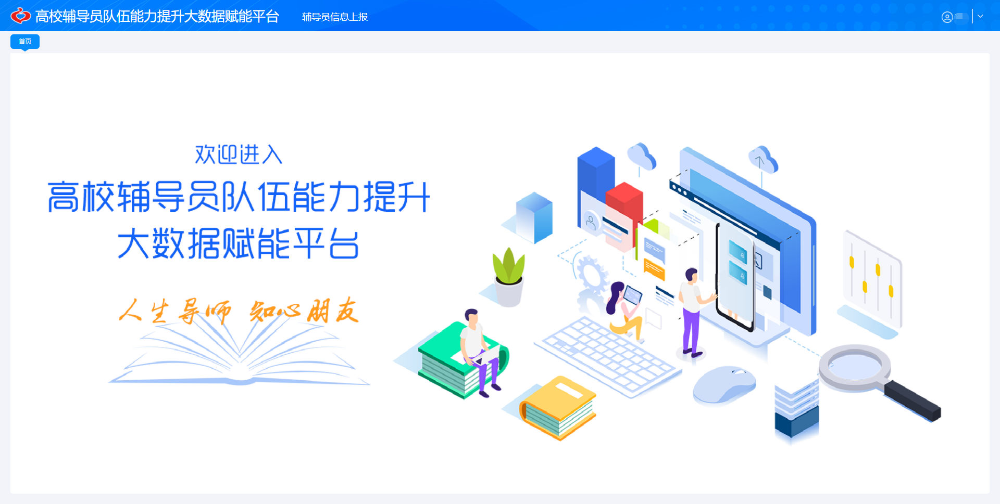 高校辅导员队伍能力提升大数据赋能平台
辅导员信息上报
首页
欢迎进入
高校辅导员队伍能力提升
大数据赋能平台
人生导师 知心朋友